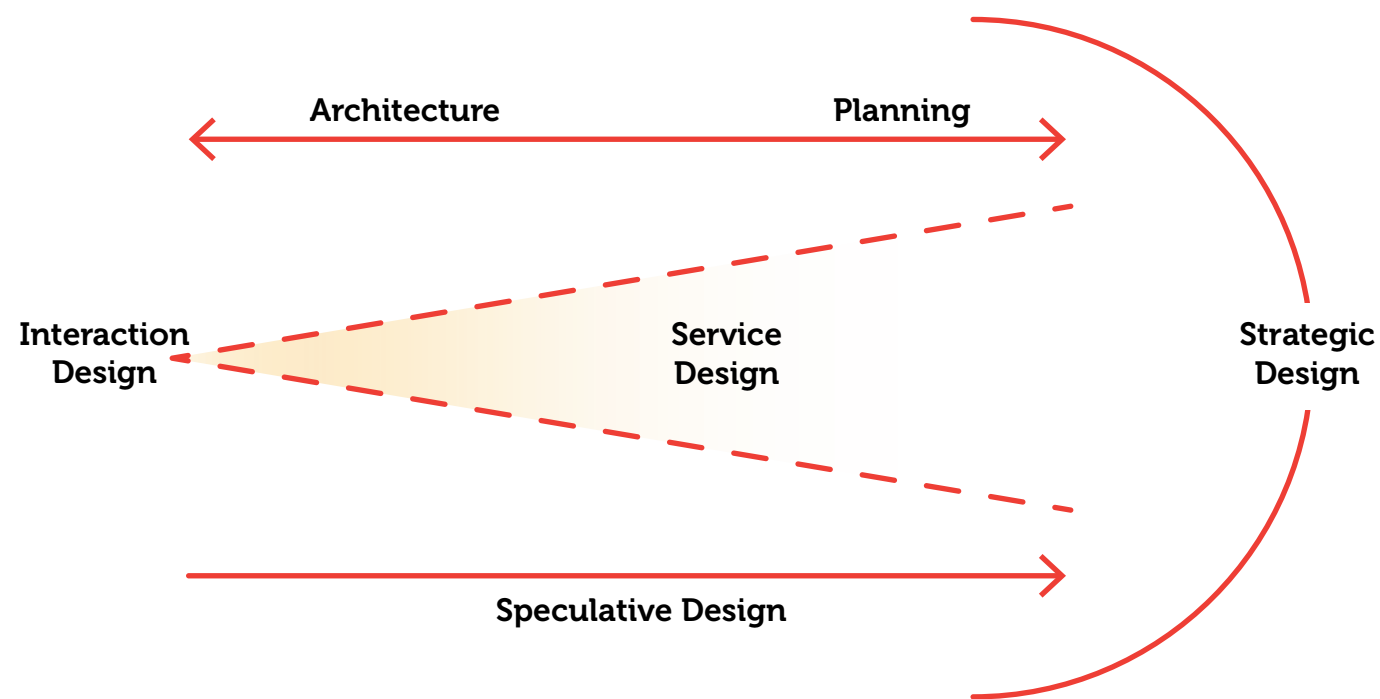 Architecture
Planning
Interaction
Design
Service
Design
Strategic
Design
Speculative Design